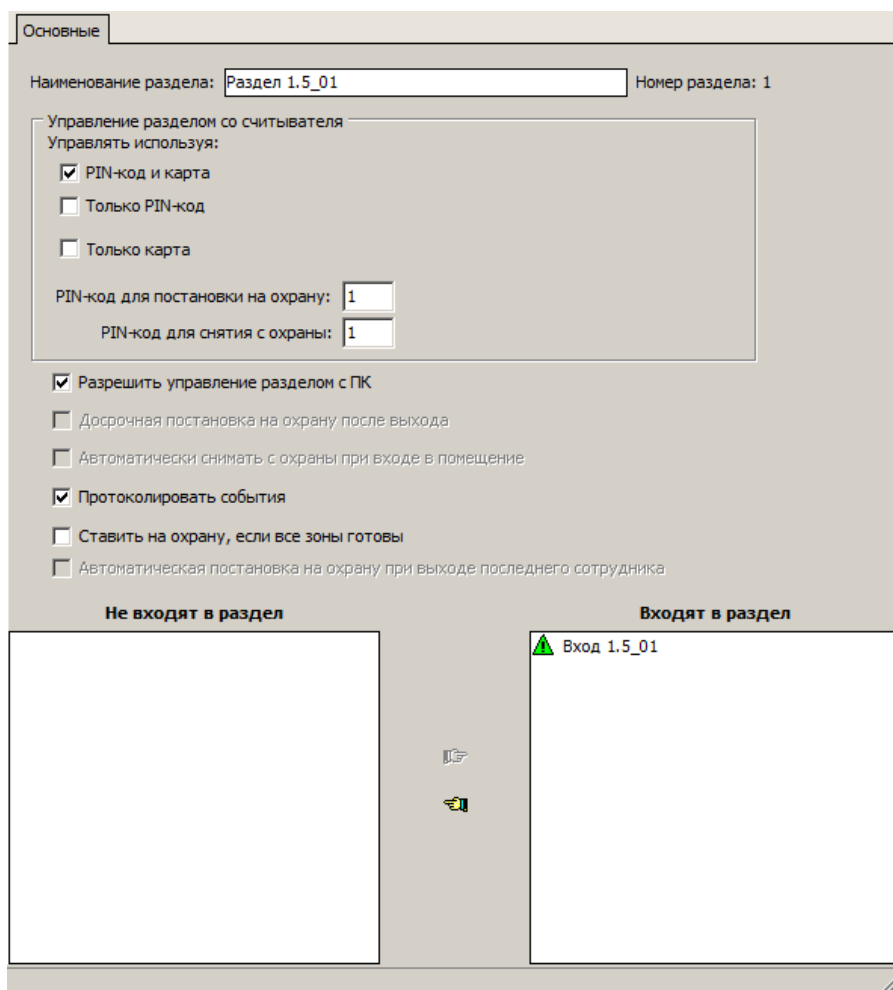 Основные
Наименование раздела: Раздел 1.5_01 Номер раздела: 1
Управление разделом со считывателя
Управлять используя:
PIN-код и карта
Только PIN-код
Только карта
PIN-код для постановки на охрану: 1
PIN-код для снятия с охраны: 1
Разрешить управление разделом с ПК
Досрочная постановка на охрану после выхода
Автоматически снимать с охраны при входе в помещение
Протоколировать события
Ставить на охрану, если все зоны готовы
Автоматическая постановка на охрану при выходе последнего сотрудника
Не входят в раздел Входят в раздел
Вход 1.5_01